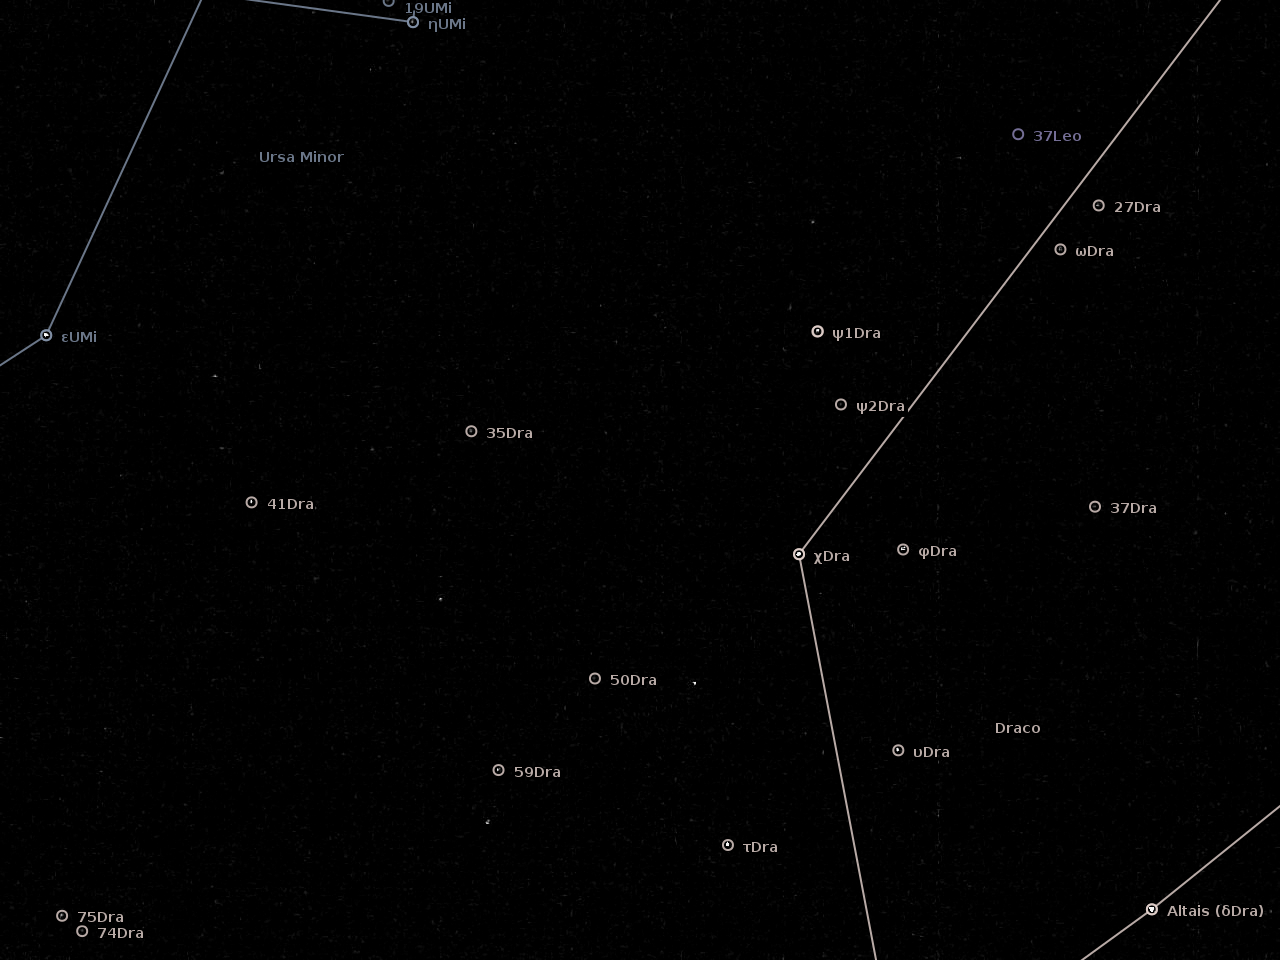 19UMi
ηUMi
37Leo
Ursa Minor
27Dra
ωDra
ψ1Dra
εUMi
ψ2Dra
35Dra
41Dra
37Dra
φDra
χDra
50Dra
Draco
υDra
59Dra
τDra
Altais (δDra)
75Dra
74Dra